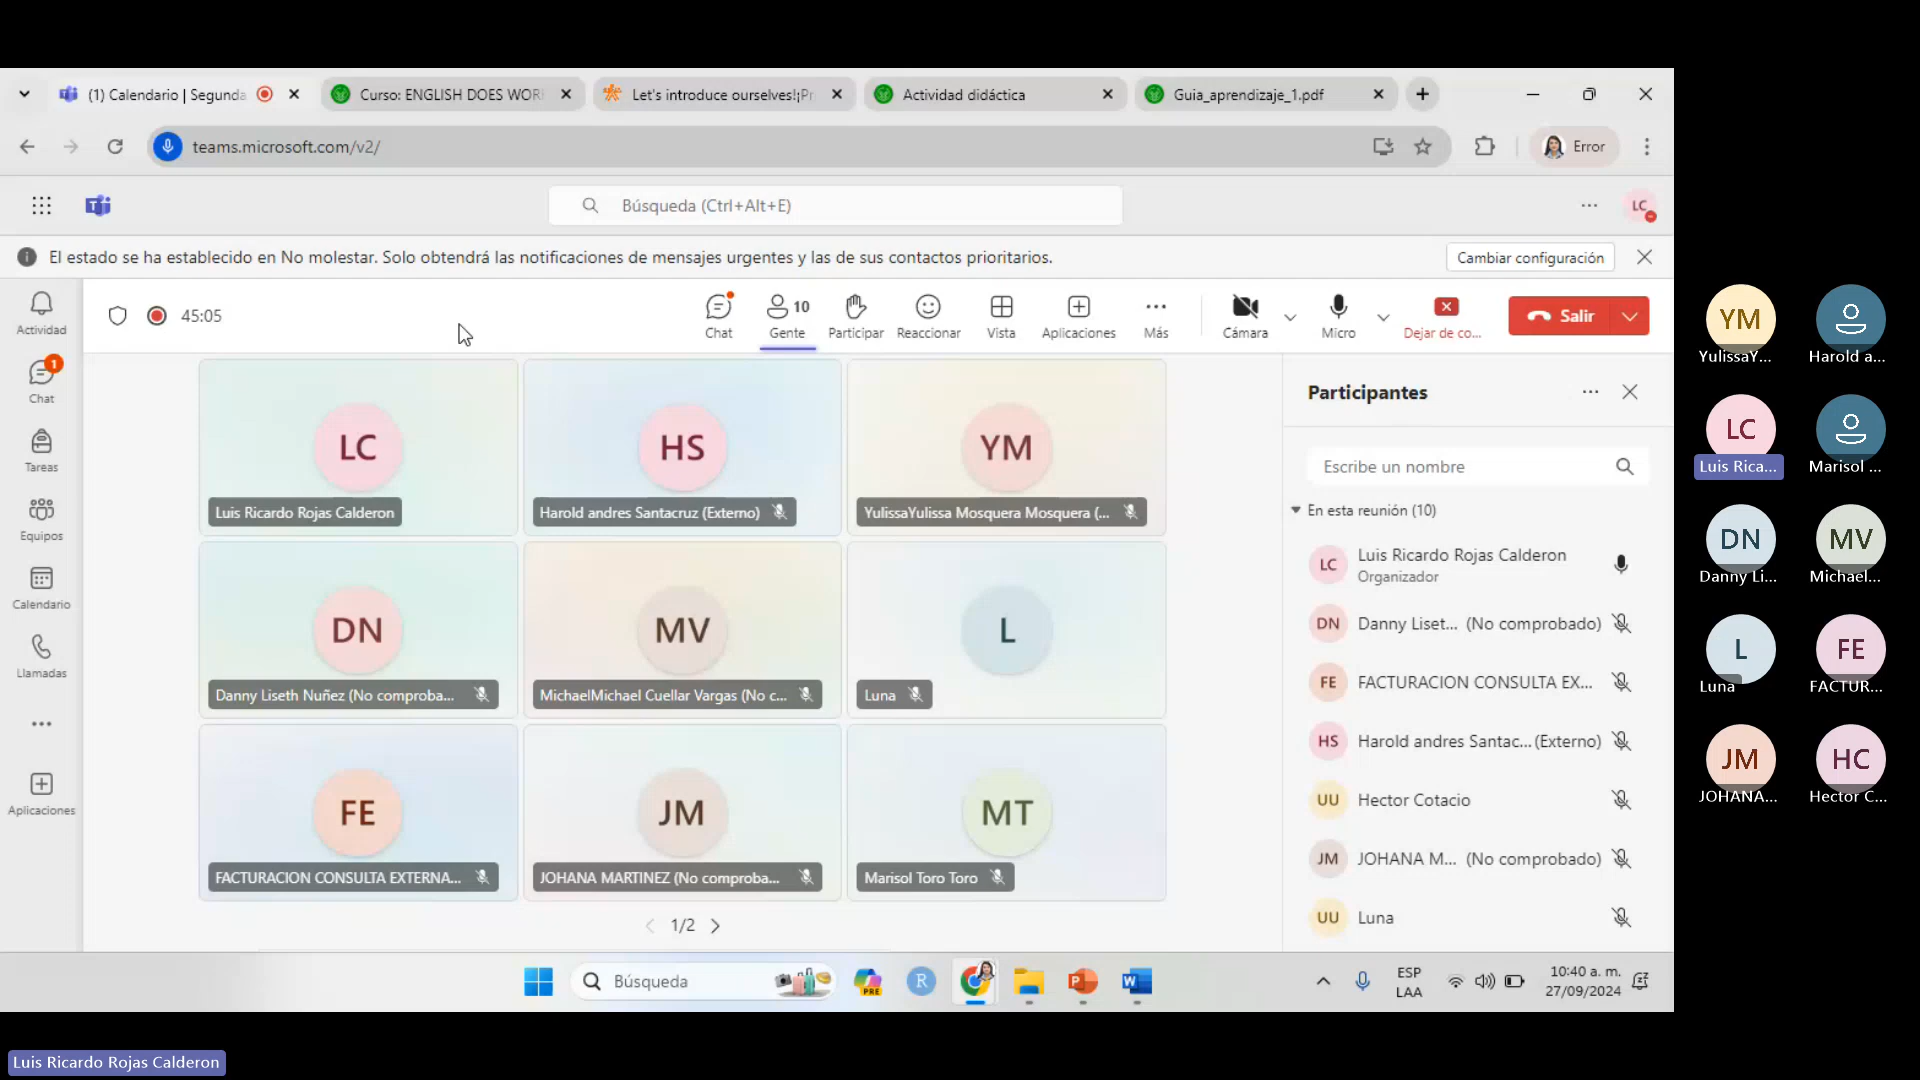 (1) Calendario | Segunda
Curso: ENGLISH DOES WOR
Let's introduce ourselves!¡Pr
Actividad didáctica
Guia_aprendizaje_1.pdf
teams.microsoft.com/v2/
Error
Búsqueda (Ctrl+Alt+E)
LC
El estado se ha establecido en No molestar. Solo obtendrá las notificaciones de mensajes urgentes y las de sus contactos prioritarios.
Cambiar configuración
45:05
Chat
10
Gente
Participar
Reaccionar
Vista
Aplicaciones
Más
Cámara
Micro
Dejar de co...
Salir
Actividad
1
Chat
Tareas
Equipos
Calendario
Llamadas
Aplicaciones
LC
Luis Ricardo Rojas Calderon
HS
Harold andres Santacruz (Externo)
YM
YulissaYulissa Mosquera Mosquera (...
DN
Danny Liseth Nuñez (No comproba...
MV
MichaelMichael Cuellar Vargas (No c...
L
Luna
FE
FACTURACION CONSULTA EXTERNA...
JM
JOHANA MARTINEZ (No comproba...
MT
Marisol Toro Toro
1/2
Participantes
Escribe un nombre
En esta reunión (10)
LC
Luis Ricardo Rojas Calderon
Organizador
DN
Danny Liset... (No comprobado)
FE
FACTURACION CONSULTA EX...
HS
Harold andres Santac... (Externo)
UU
Hector Cotacio
JM
JOHANA M... (No comprobado)
UU
Luna
Búsqueda
PRE
R
P
W
ESP
LAA
10:40 a. m.
27/09/2024
YM
YulissaY...
Harold a...
LC
Luis Rica...
Marisol ...
DN
Danny Li...
MV
Michael...
L
Luna
FE
FACTUR...
JM
JOHANA...
HC
Hector C...
Luis Ricardo Rojas Calderon